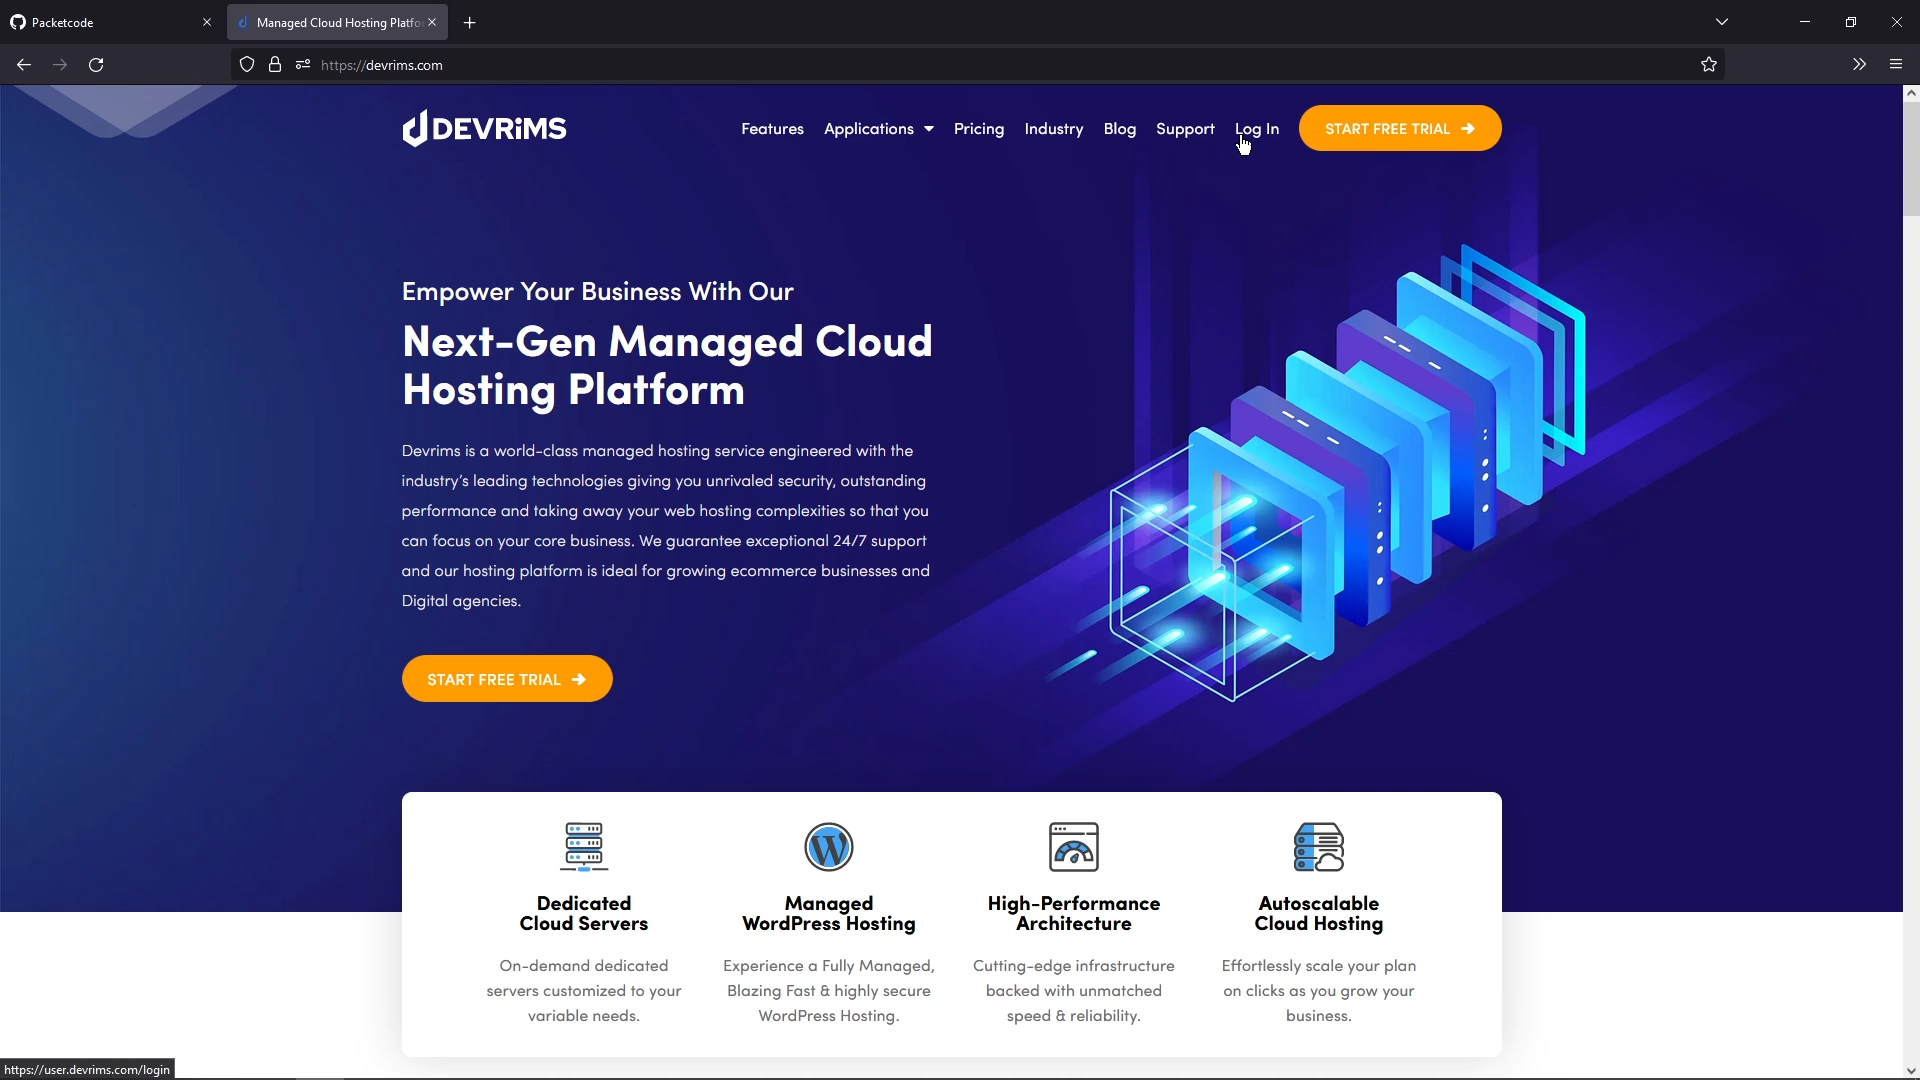 Packetcode
Managed Cloud Hosting Platfo
https://devrims.com
DEVRiMS
Features
Applications
Pricing
Industry
Blog
Support
Log In
START FREE TRIAL
Empower Your Business With Our
Next-Gen Managed Cloud
Hosting Platform
Devrims is a world-class managed hosting service engineered with the
industry's leading technologies giving you unrivaled security, outstanding
performance and taking away your web hosting complexities so that you
can focus on your core business. We guarantee exceptional 24/7 support
and our hosting platform is ideal for growing ecommerce businesses and
Digital agencies.
START FREE TRIAL
Dedicated
Cloud Servers
On-demand dedicated
servers customized to your
variable needs.
Managed
WordPress Hosting
Experience a Fully Managed,
Blazing Fast & highly secure
WordPress Hosting.
High-Performance
Architecture
Cutting-edge infrastructure
backed with unmatched
speed & reliability.
Autoscalable
Cloud Hosting
Effortlessly scale your plan
on clicks as you grow your
business.
https://user.devrims.com/login